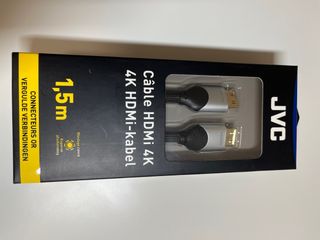 JVC
Câble HDMI 4K
4K HDMI-kabel
1,5m
CONNECTEURS OR
VERGULDE VERBINDINGEN